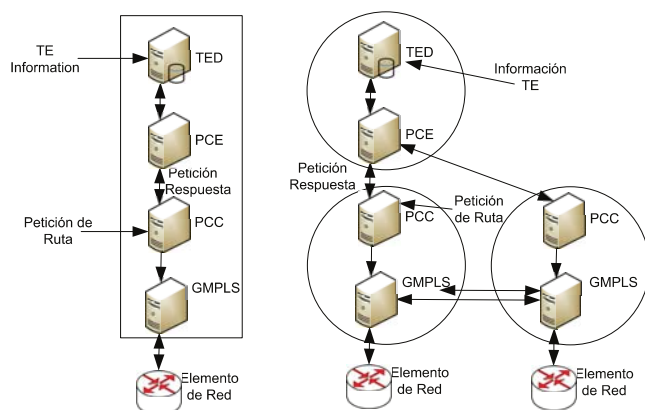 TE
Information
TED
PCE
Petición
Respuesta
Petición de
Ruta
PCC
GMPLS
Elemento
de Red
TED
Información
TE
PCE
Petición
Respuesta
Petición
de Ruta
PCC
PCC
GMPLS
GMPLS
Elemento
de Red
Elemento
de Red